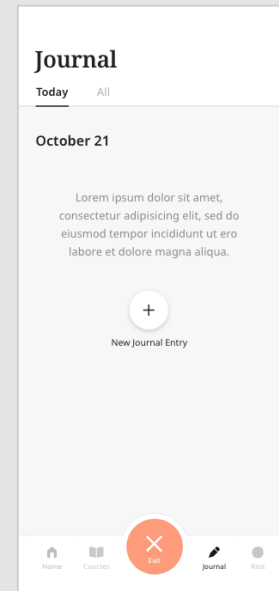 Journal
Today All
October 21
Lorem ipsum dolor sit amet,
consectetur adipisicing elit, sed do
eiusmod tempor incididunt ut ero
labore et dolore magna aliqua.
New Journal Entry
Home Courses Exit Journal Rest